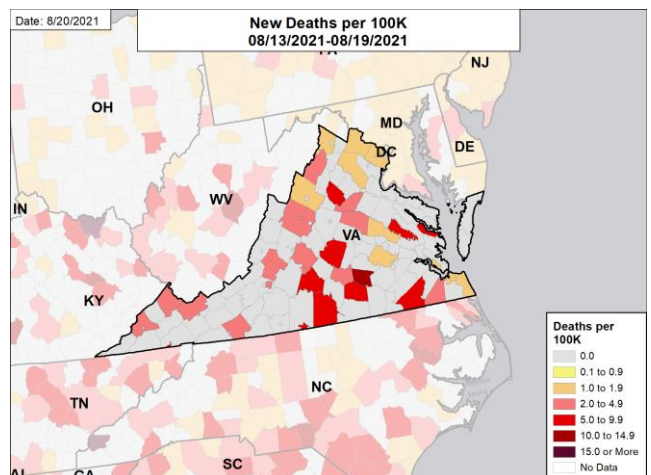 Date: 8/20/2021
New Deaths per 100K
08/13/2021-08/19/2021
PA
NJ
OH
MD
DC
DE
IN
WV
VA
KY
NC
TN
SC
AL
GA
Deaths per
100K
0.0
0.1 to 0.9
1.0 to 1.9
2.0 to 4.9
5.0 to 9.9
10.0 to 14.9
15.0 or More
No Data